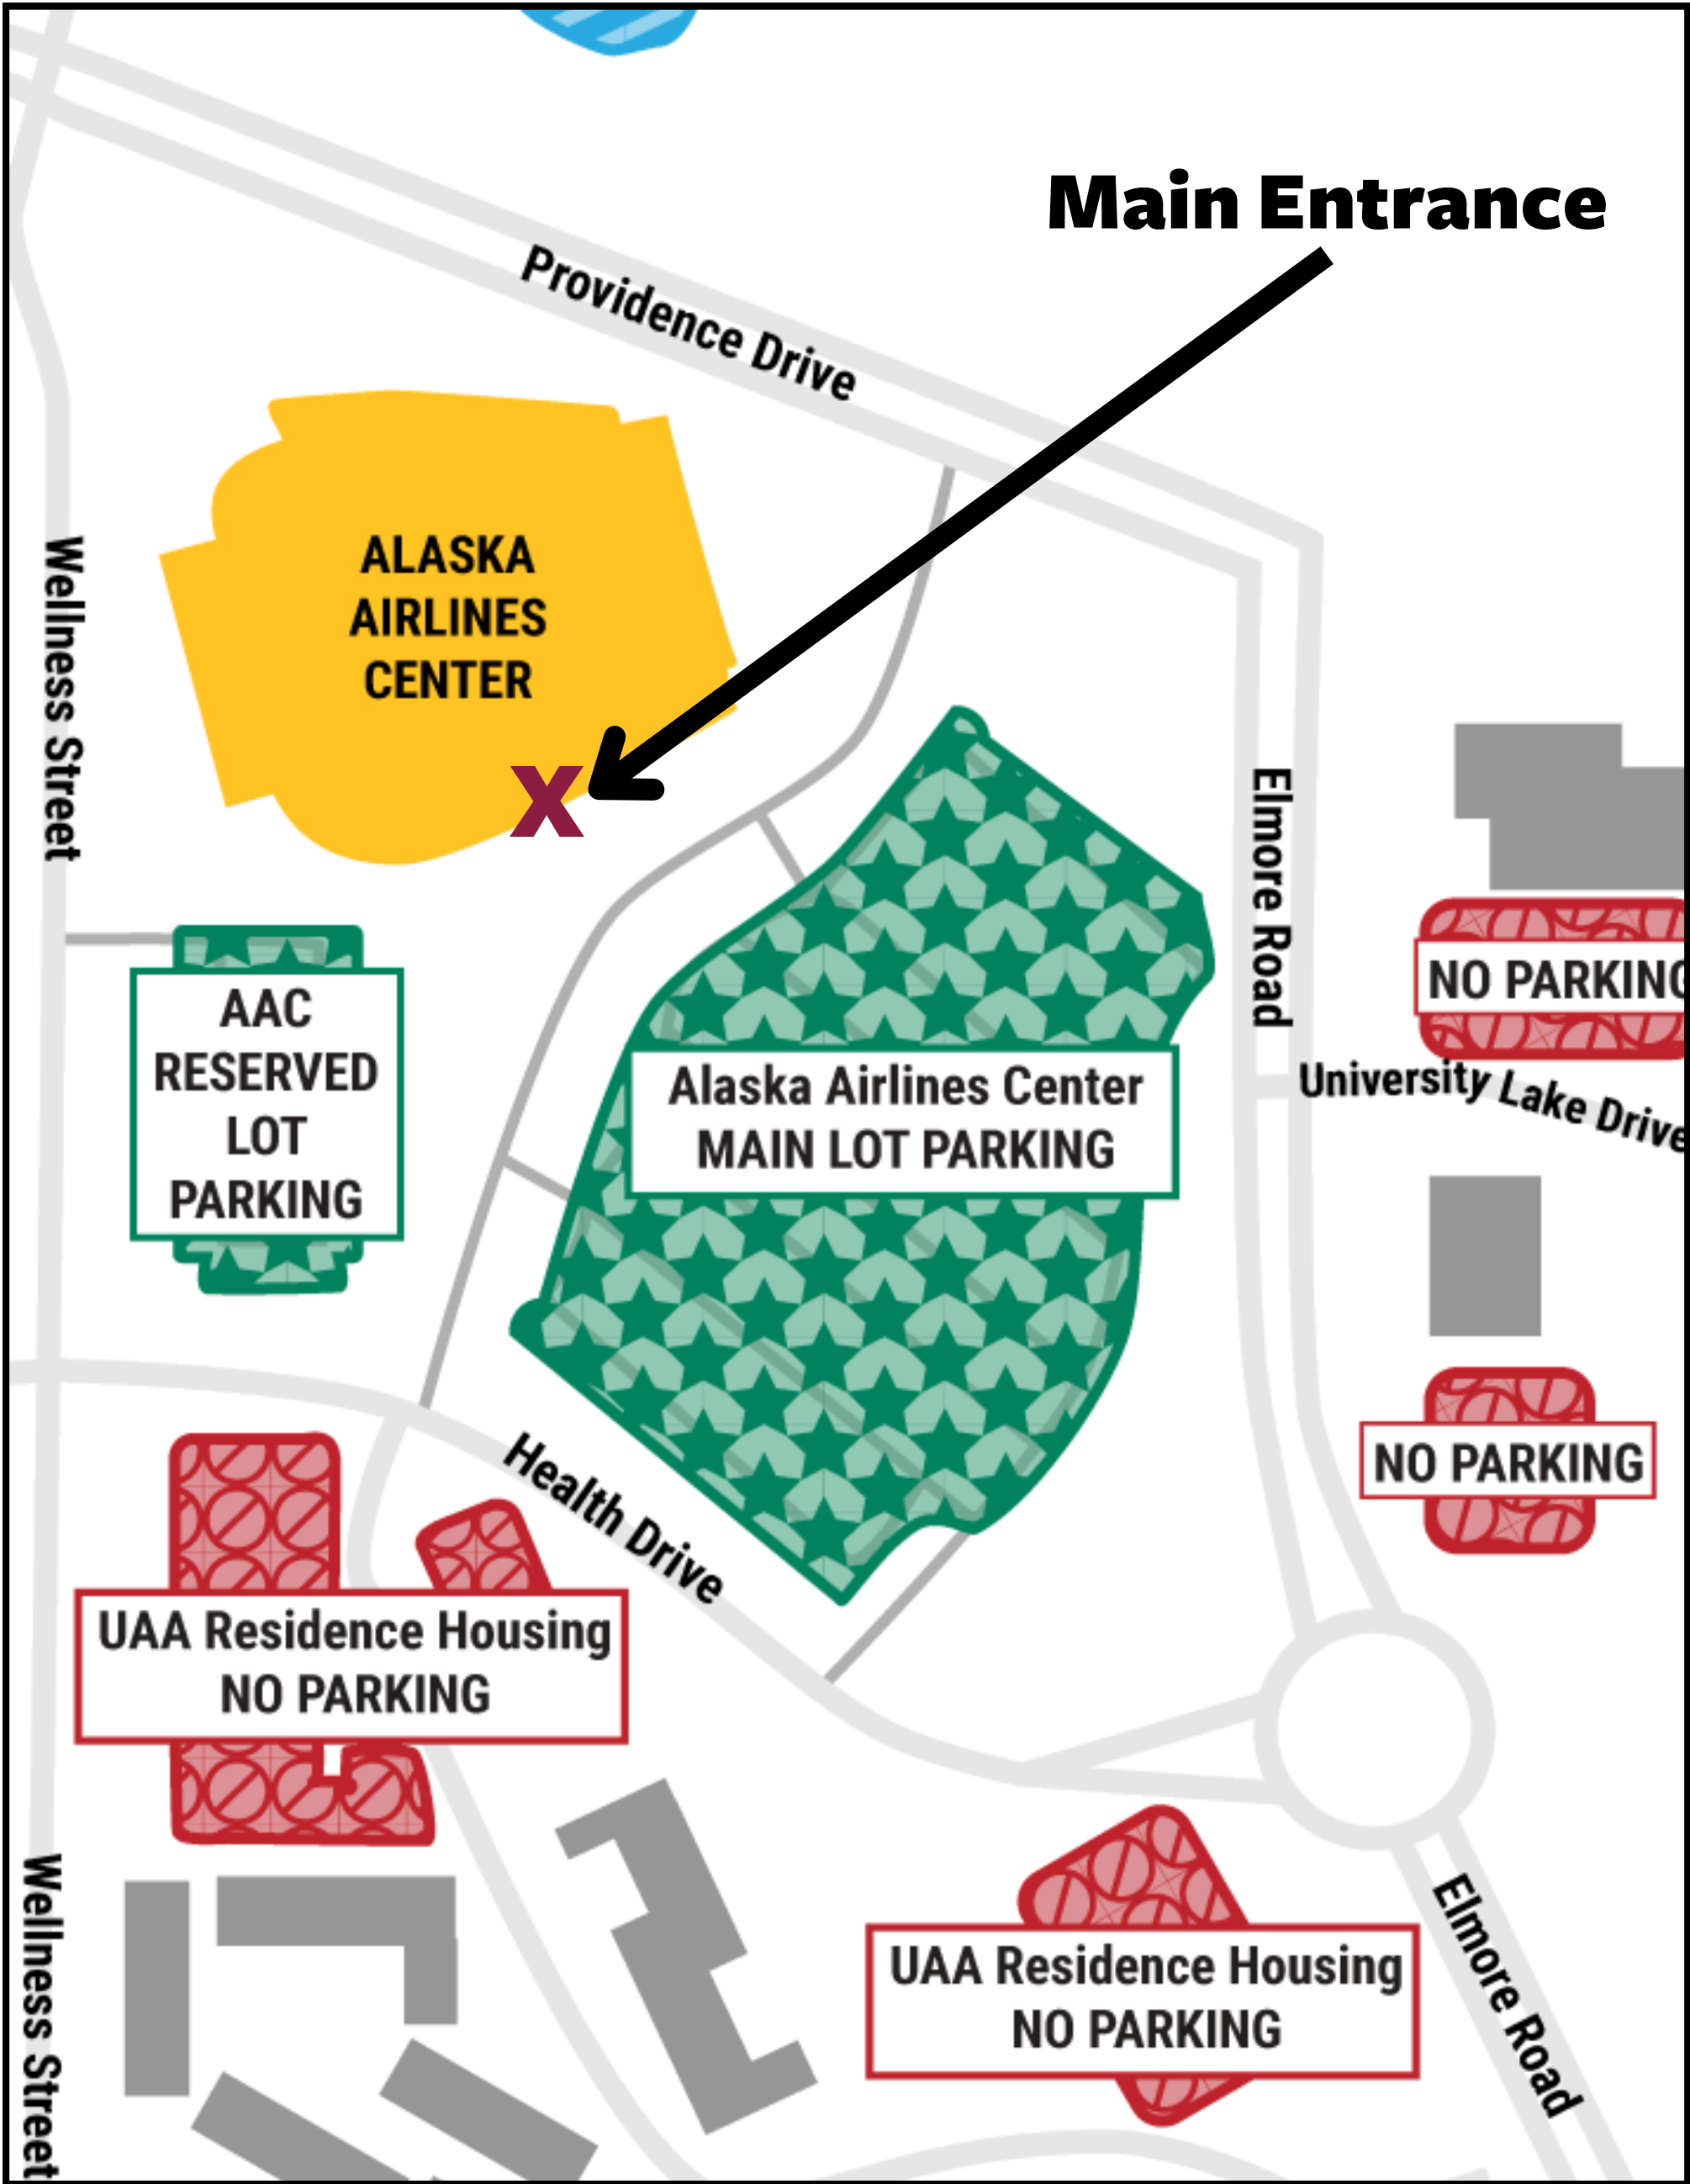 Main Entrance
Providence Drive
ALASKA
AIRLINES
CENTER
X
Wellness Street
Elmore Road
NO PARKING
University Lake Drive
AAC
RESERVED
LOT
PARKING
Alaska Airlines Center
MAIN LOT PARKING
Health Drive
NO PARKING
UAA Residence Housing
NO PARKING
Wellness Street
UAA Residence Housing
NO PARKING
Elmore Road